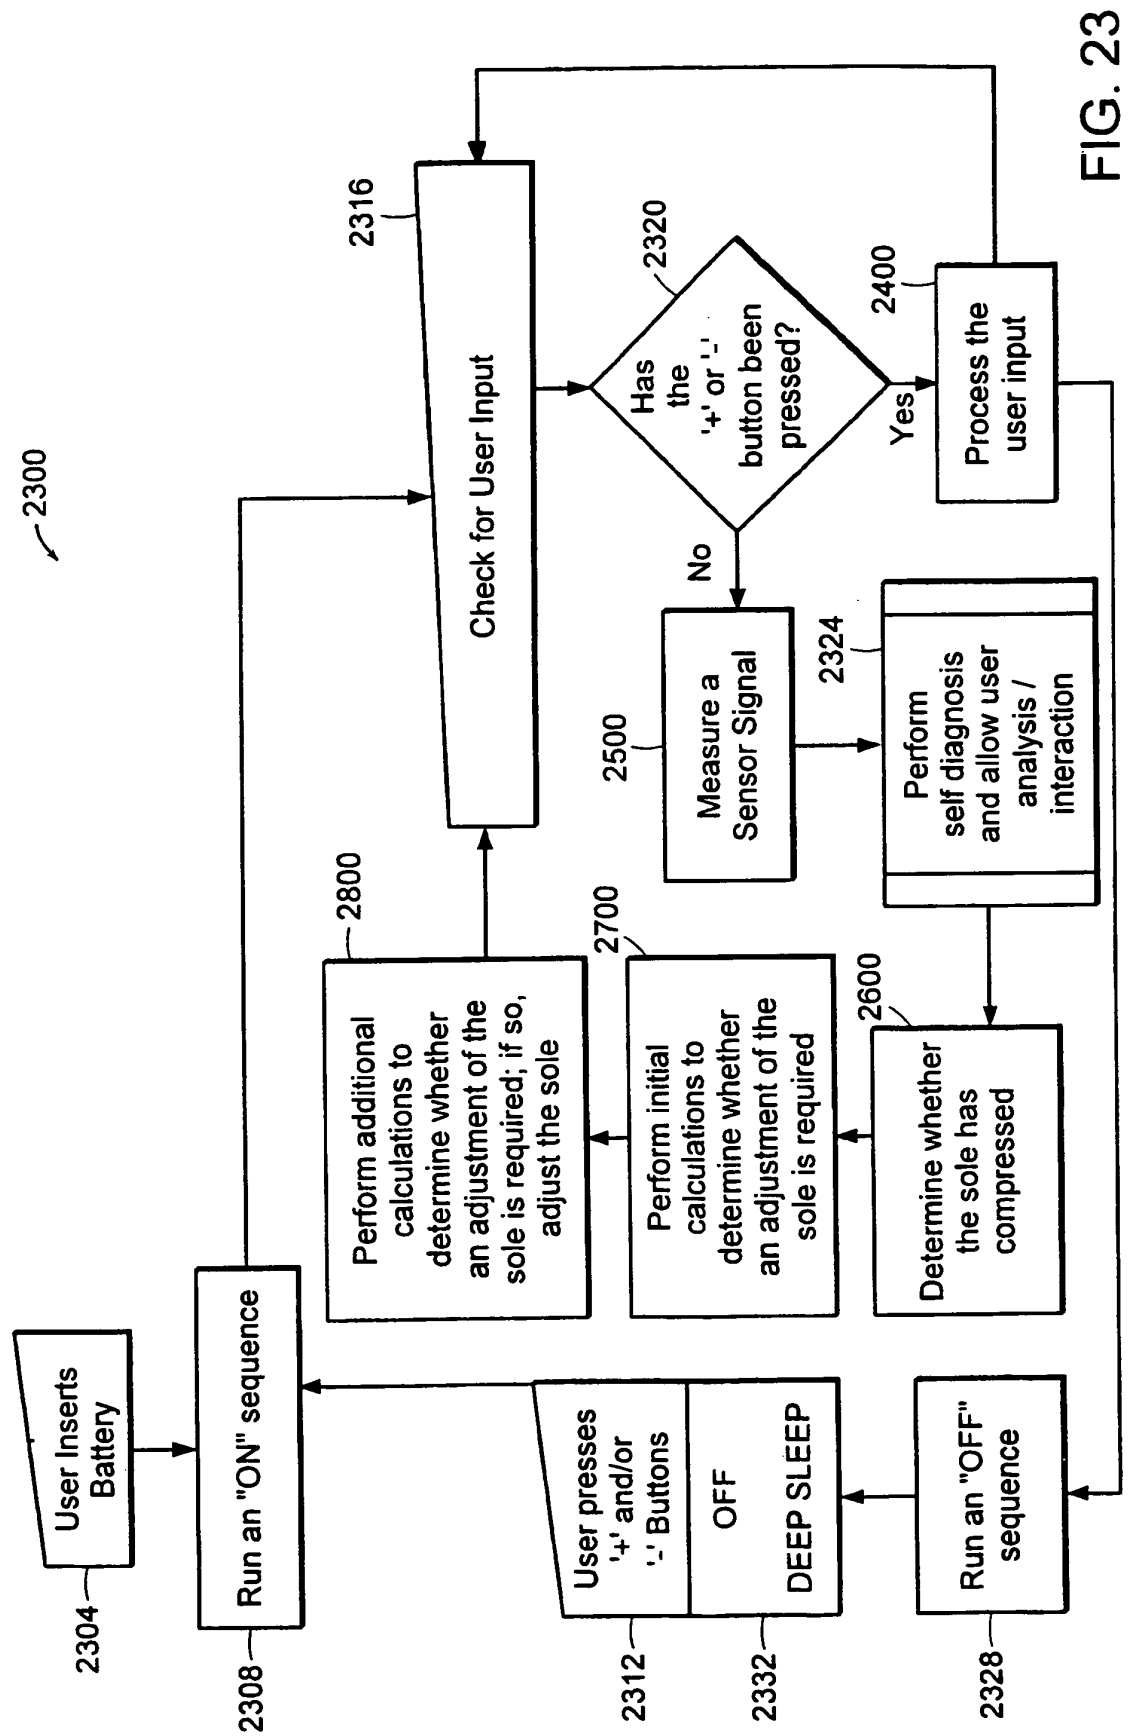 2300
2304
User Inserts
Battery
2308
Run an "ON" sequence
2312
User presses
'+' and/or
'-' Buttons
2332
OFF
DEEP SLEEP
2328
Run an "OFF"
sequence
2316
Check for User Input
2320
Has
the
'+' or '-'
button been
pressed?
Yes
No
2400
Process the
user input
2500
Measure a
Sensor Signal
2324
Perform
self diagnosis
and allow user
analysis /
interaction
2600
Determine whether
the sole has
compressed
2700
Perform initial
calculations to
determine whether
an adjustment of the
sole is required
2800
Perform additional
calculations to
determine whether
an adjustment of the
sole is required; if so,
adjust the sole
FIG. 23